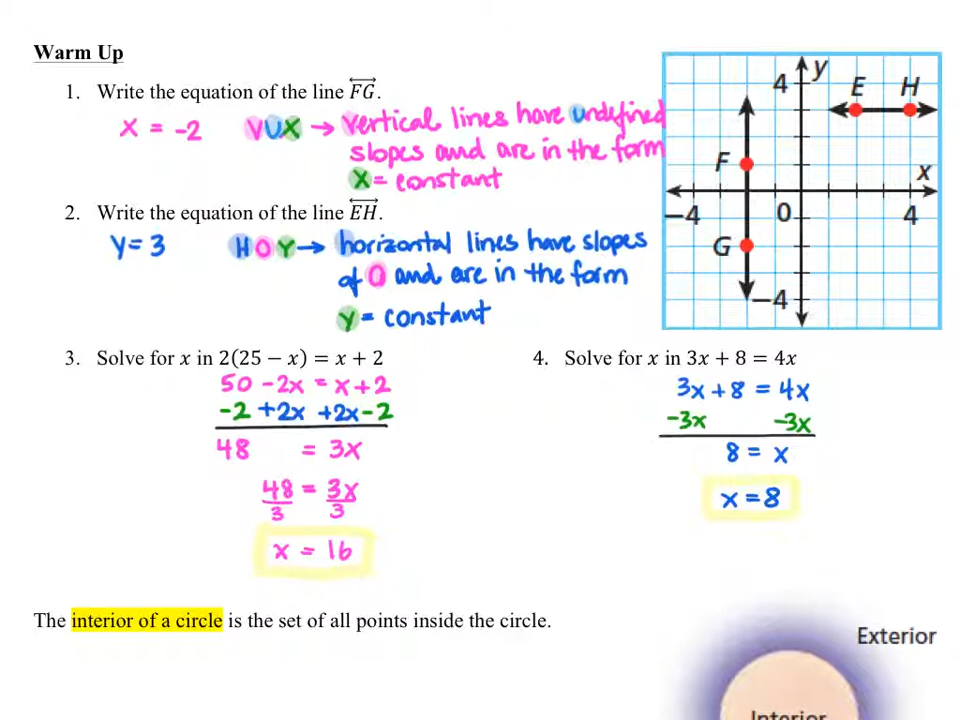 Warm Up
1. Write the equation of the line FG.
x = -2 VUX → Vertical lines have undefined
slopes and are in the form
x = constant
2. Write the equation of the line EH.
y = 3 HOY → horizontal lines have slopes
of 0 and are in the form
y = constant
4 y E H
F x
-4 0 4
G
-4
3. Solve for x in 2(25 − x) = x + 2
50 -2x = x + 2
-2 +2x +2x -2
48 = 3x
48/3 = 3x/3
x = 16
4. Solve for x in 3x + 8 = 4x
3x + 8 = 4x
-3x -3x
8 = x
x = 8
The interior of a circle is the set of all points inside the circle.
Exterior
Interior